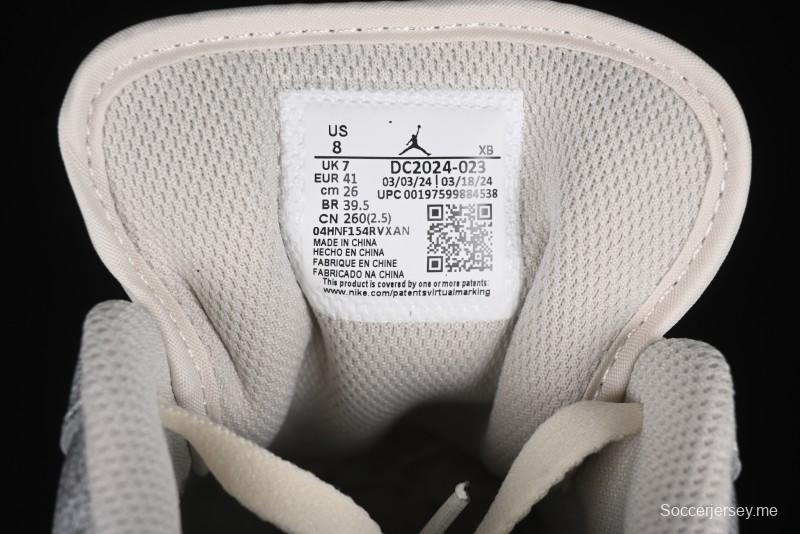 US
8
XB
UK 7
EUR 41
cm 26
BR 39.5
CN 260(2.5)
DC2024-023
03/03/24 | 03/18/24
UPC 00197599884538
04HNF154RVXAN
MADE IN CHINA
HECHO EN CHINA
FABRIQUE EN CHINE
FABRICADO NA CHINA
This product is covered by one or more patents:
www.nike.com/patentsvirtualmarking
Soccerjersey.me